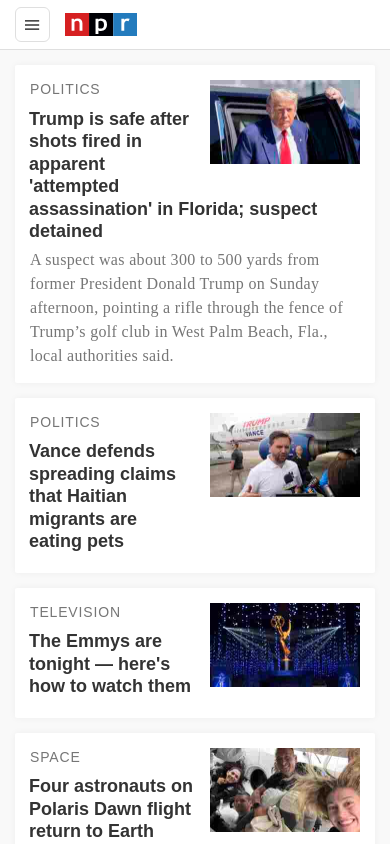 npr
POLITICS
Trump is safe after
shots fired in
apparent
'attempted
assassination' in Florida; suspect
detained
A suspect was about 300 to 500 yards from
former President Donald Trump on Sunday
afternoon, pointing a rifle through the fence of
Trump’s golf club in West Palm Beach, Fla.,
local authorities said.
POLITICS
Vance defends
spreading claims
that Haitian
migrants are
eating pets
TRUMP
VANCE
TELEVISION
The Emmys are
tonight — here's
how to watch them
SPACE
Four astronauts on
Polaris Dawn flight
return to Earth